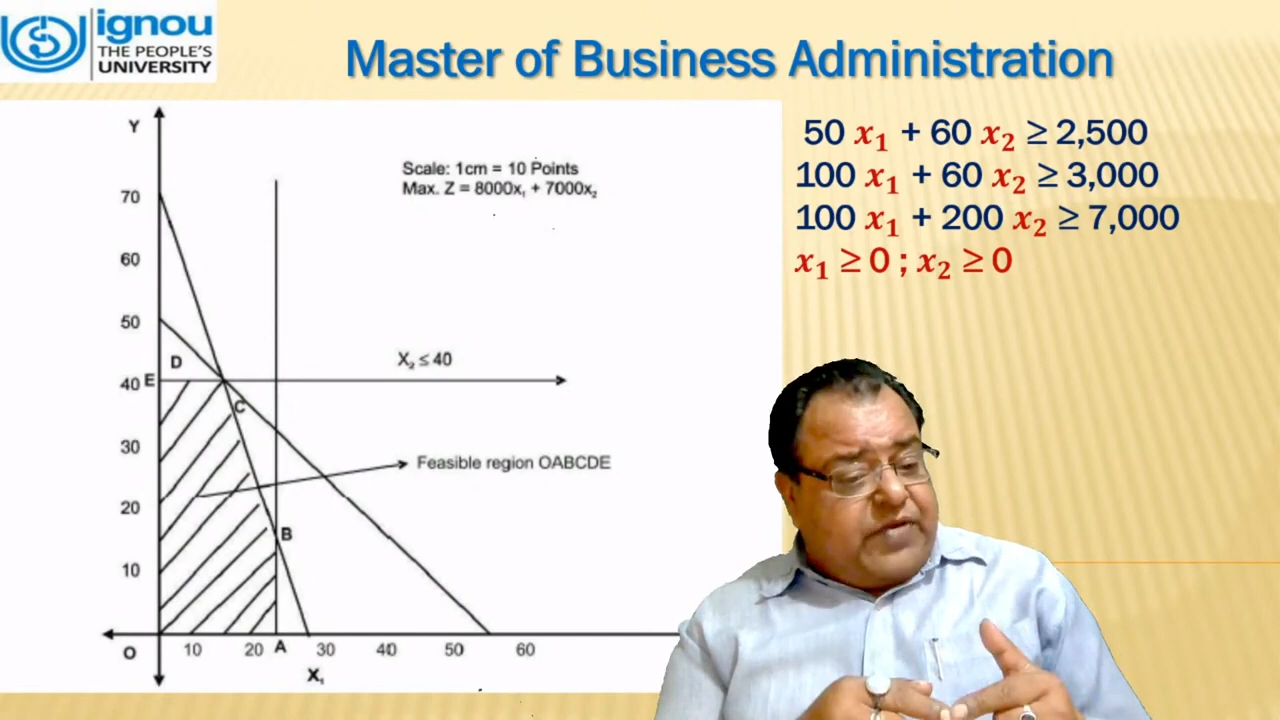 ignou
THE PEOPLE'S
UNIVERSITY
Master of Business Administration
50 x₁ + 60 x₂ ≥ 2,500
100 x₁ + 60 x₂ ≥ 3,000
100 x₁ + 200 x₂ ≥ 7,000
x₁ ≥ 0 ; x₂ ≥ 0
Y
Scale: 1cm = 10 Points
Max. Z = 8000x₁ + 7000x₂
70
60
50
D
X₂ ≤ 40
40 E
C
30
Feasible region OABCDE
20
B
10
O 10 20 A 30 40 50 60
X₁